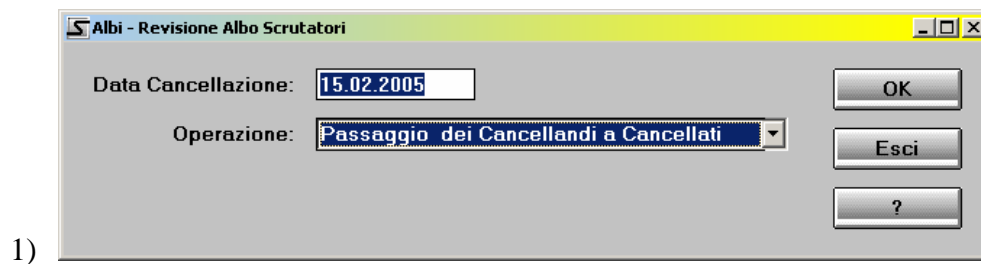 Albi - Revisione Albo Scrutatori
Data Cancellazione: 15.02.2005
OK
Operazione: Passaggio dei Cancellandi a Cancellati
Esci
?
1)